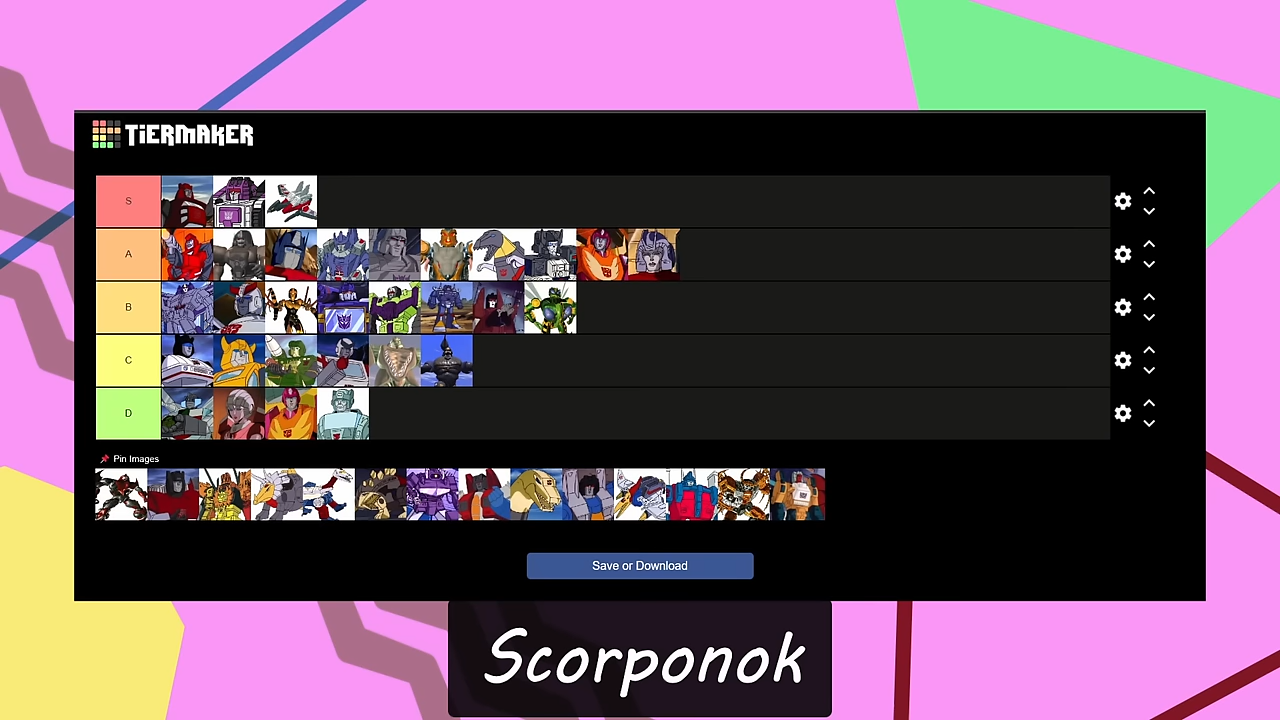 TiERMAKER
S
A
B
C
D
Pin Images
Save or Download
Scorponok